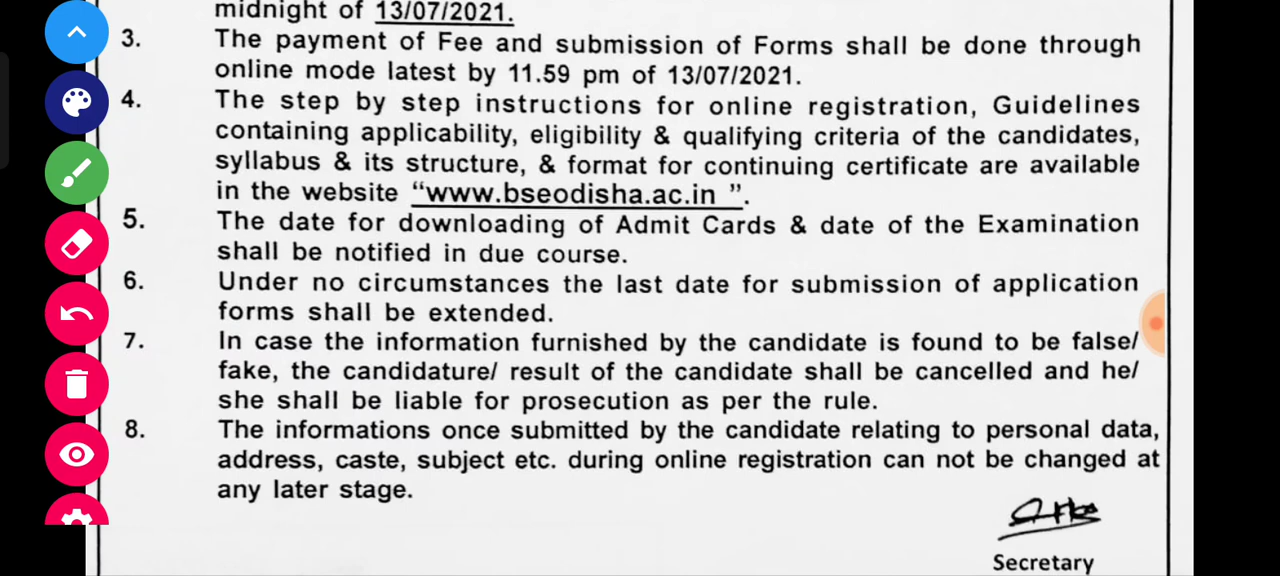 midnight of 13/07/2021.
3. The payment of Fee and submission of Forms shall be done through
online mode latest by 11.59 pm of 13/07/2021.
4. The step by step instructions for online registration, Guidelines
containing applicability, eligibility & qualifying criteria of the candidates,
syllabus & its structure, & format for continuing certificate are available
in the website “www.bseodisha.ac.in ”.
5. The date for downloading of Admit Cards & date of the Examination
shall be notified in due course.
6. Under no circumstances the last date for submission of application
forms shall be extended.
7. In case the information furnished by the candidate is found to be false/
fake, the candidature/ result of the candidate shall be cancelled and he/
she shall be liable for prosecution as per the rule.
8. The informations once submitted by the candidate relating to personal data,
address, caste, subject etc. during online registration can not be changed at
any later stage.
Secretary